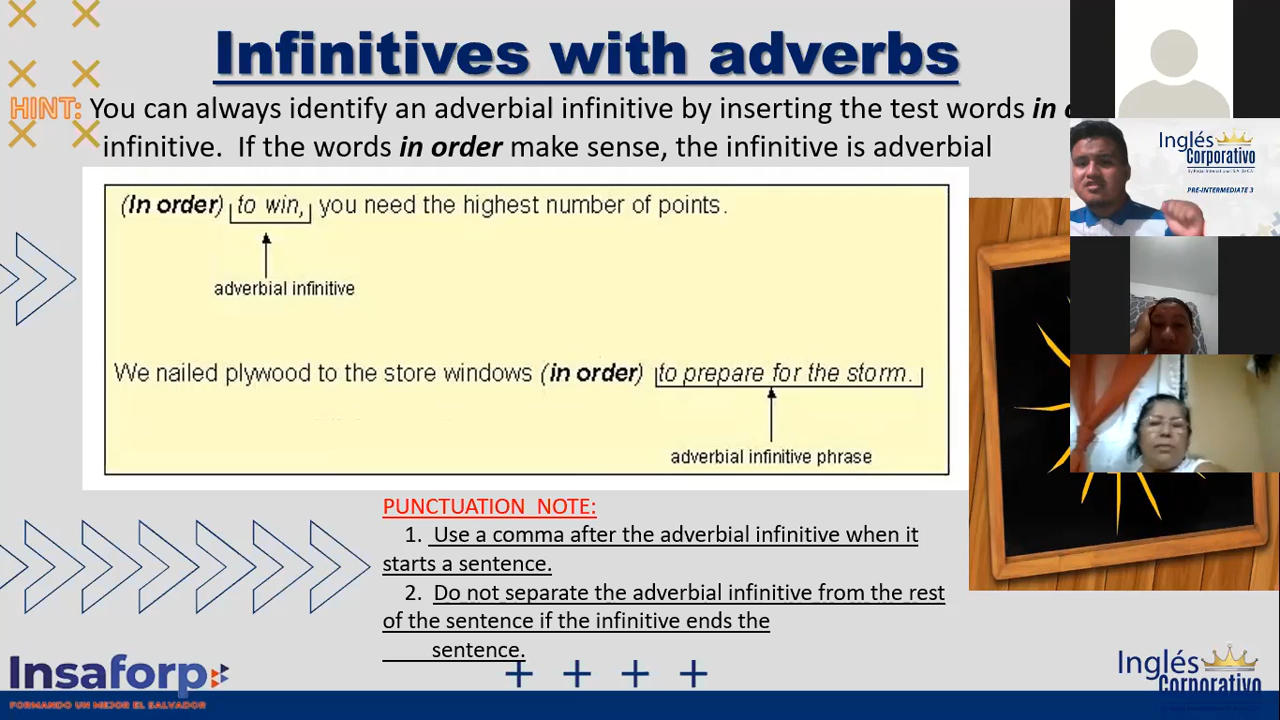 Infinitives with adverbs
HINT: You can always identify an adverbial infinitive by inserting the test words in
infinitive. If the words in order make sense, the infinitive is adverbial
(In order) to win, you need the highest number of points.
adverbial infinitive
We nailed plywood to the store windows (in order) to prepare for the storm.
adverbial infinitive phrase
PUNCTUATION NOTE:
1. Use a comma after the adverbial infinitive when it
starts a sentence.
2. Do not separate the adverbial infinitive from the rest
of the sentence if the infinitive ends the
sentence.
Insaforp
FORMANDO UN MEJOR EL SALVADOR
Inglés
Corporativo
PRE-INTERMEDIATE 3
Inglés
Corporativo